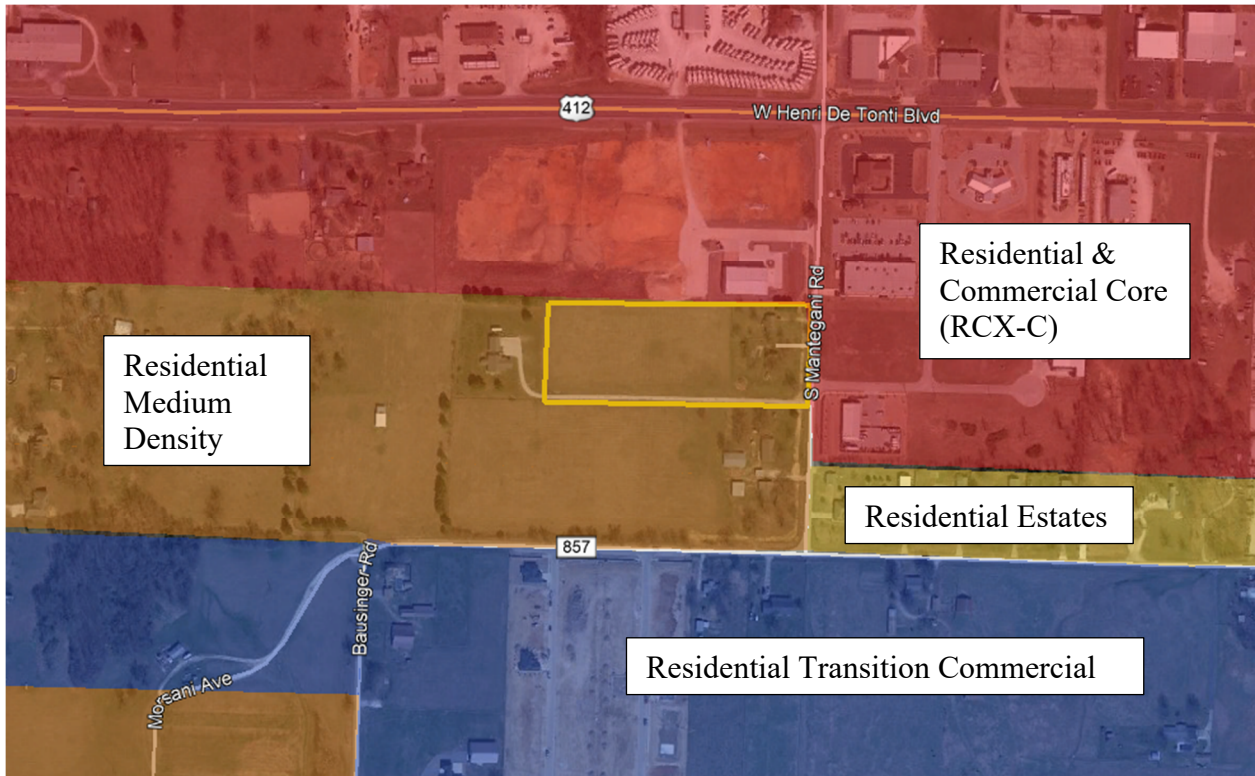 412
W Henri De Tonti Blvd
S Mantegani Rd
Residential &
Commercial Core
(RCX-C)
Residential
Medium
Density
Residential Estates
857
Bausinger Rd
Residential Transition Commercial
Morsani Ave